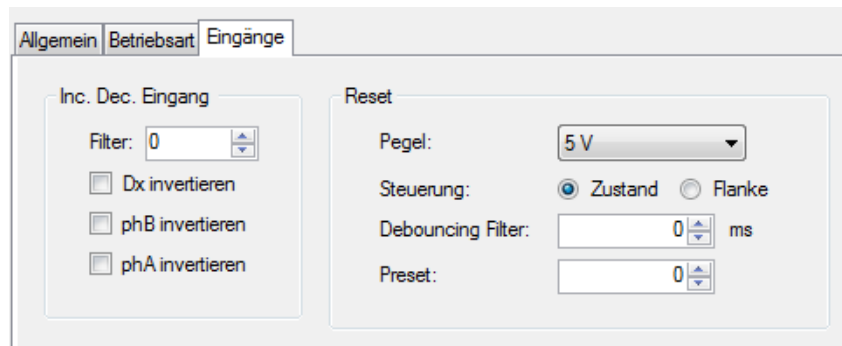 Allgemein Betriebsart Eingänge
Inc. Dec. Eingang
Filter: 0
Dx invertieren
phB invertieren
phA invertieren
Reset
Pegel: 5 V
Steuerung: Zustand Flanke
Debouncing Filter: 0 ms
Preset: 0